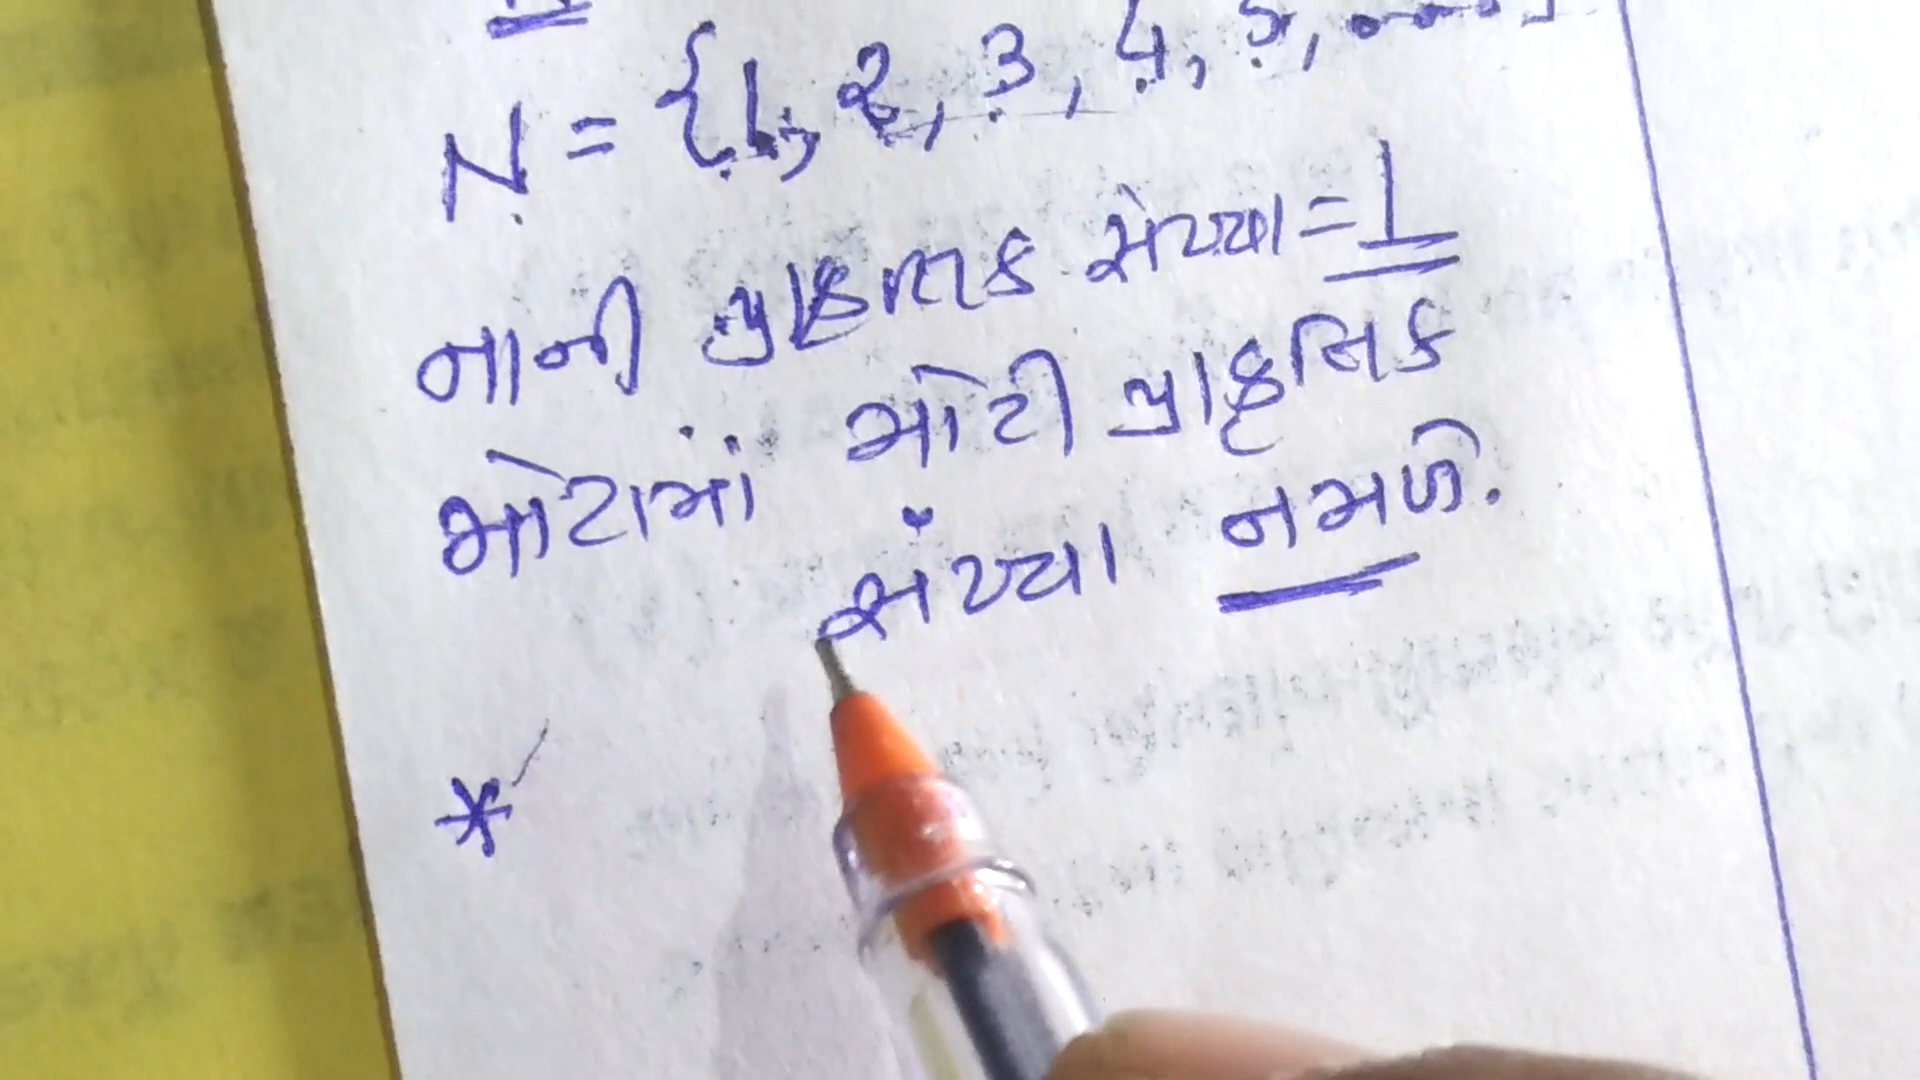 N = {1, 2, 3, 4, 5, ....}
નાની પ્રાકૃતિક સંખ્યા = 1
મોટામાં મોટી પ્રાકૃતિક
સંખ્યા નમળે.
*